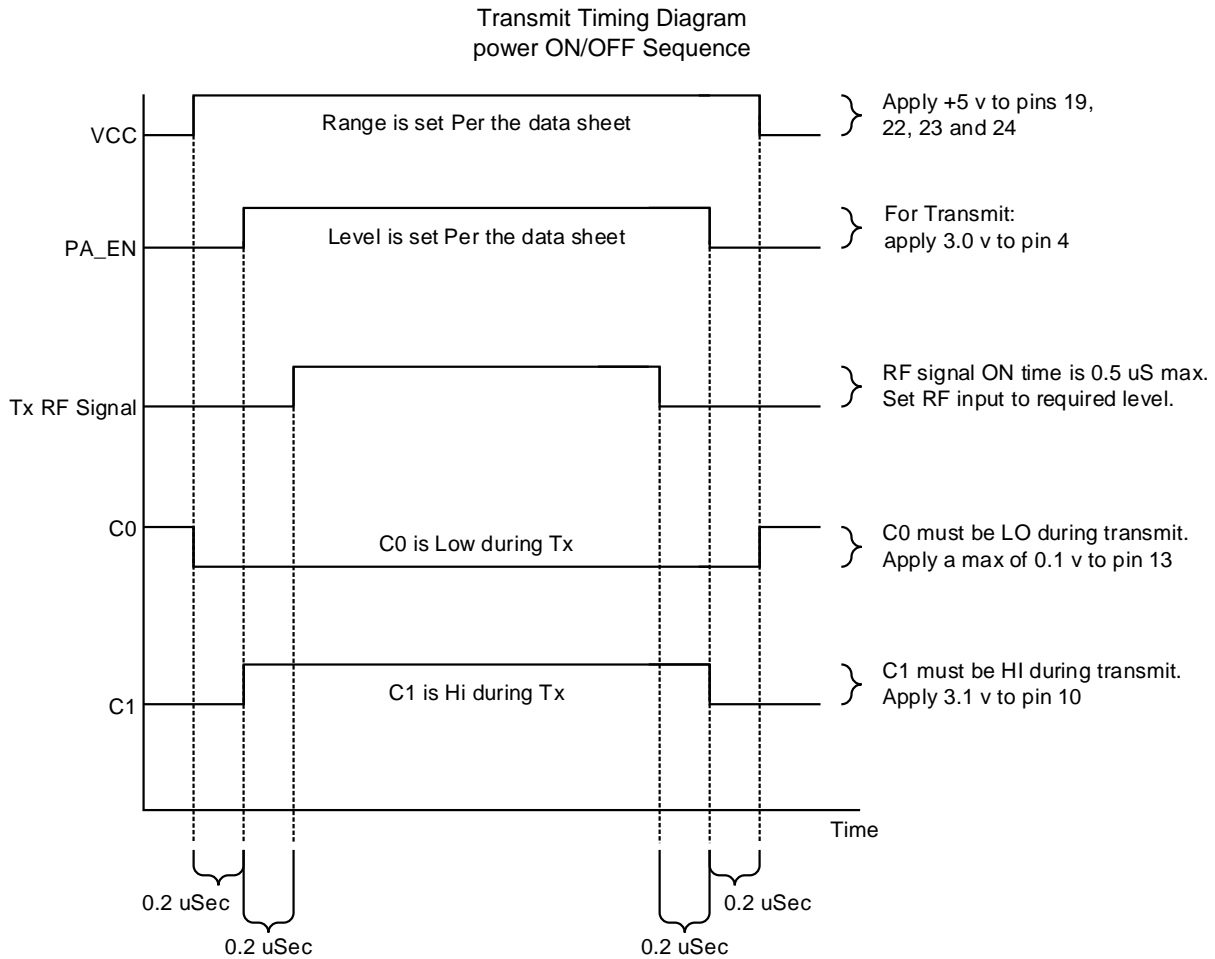 Transmit Timing Diagram
power ON/OFF Sequence
VCC
Range is set Per the data sheet
Apply +5 v to pins 19,
22, 23 and 24
PA_EN
Level is set Per the data sheet
For Transmit:
apply 3.0 v to pin 4
Tx RF Signal
RF signal ON time is 0.5 uS max.
Set RF input to required level.
C0
C0 is Low during Tx
C0 must be LO during transmit.
Apply a max of 0.1 v to pin 13
C1
C1 is Hi during Tx
C1 must be HI during transmit.
Apply 3.1 v to pin 10
Time
0.2 uSec
0.2 uSec
0.2 uSec
0.2 uSec